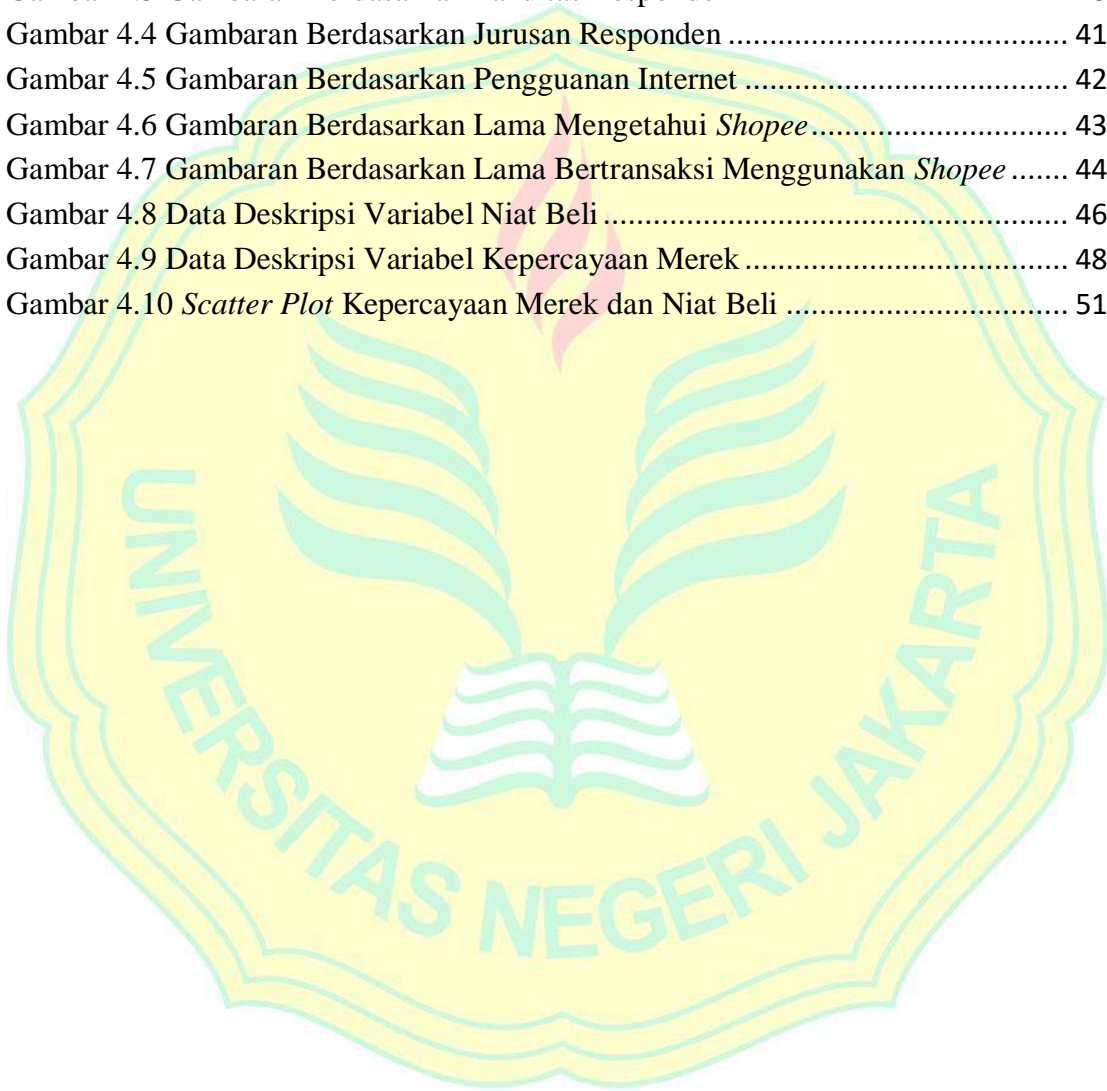 Gambar 4.4 Gambaran Berdasarkan Jurusan Responden ..................................... 41
Gambar 4.5 Gambaran Berdasarkan Pengguanan Internet ................................... 42
Gambar 4.6 Gambaran Berdasarkan Lama Mengetahui Shopee............................ 43
Gambar 4.7 Gambaran Berdasarkan Lama Bertransaksi Menggunakan Shopee ....... 44
Gambar 4.8 Data Deskripsi Variabel Niat Beli .................................................. 46
Gambar 4.9 Data Deskripsi Variabel Kepercayaan Merek ................................... 48
Gambar 4.10 Scatter Plot Kepercayaan Merek dan Niat Beli ............................... 51
UNIVERSITAS NEGERI JAKARTA